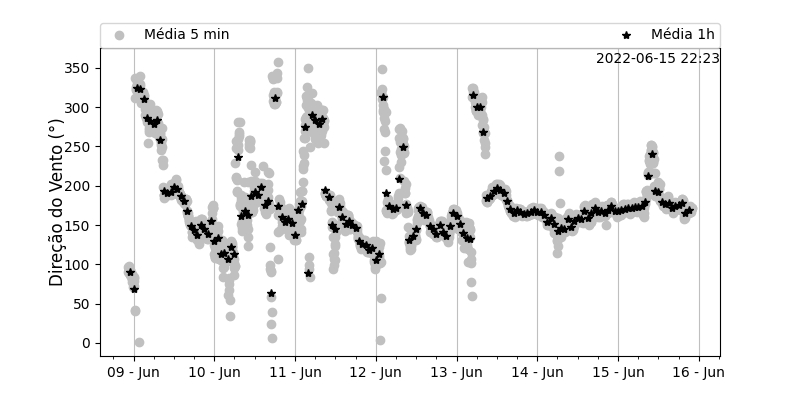 Média 5 min
Média 1h
2022-06-15 22:23
Direção do Vento (°)
350
300
250
200
150
100
50
0
09 - Jun
10 - Jun
11 - Jun
12 - Jun
13 - Jun
14 - Jun
15 - Jun
16 - Jun